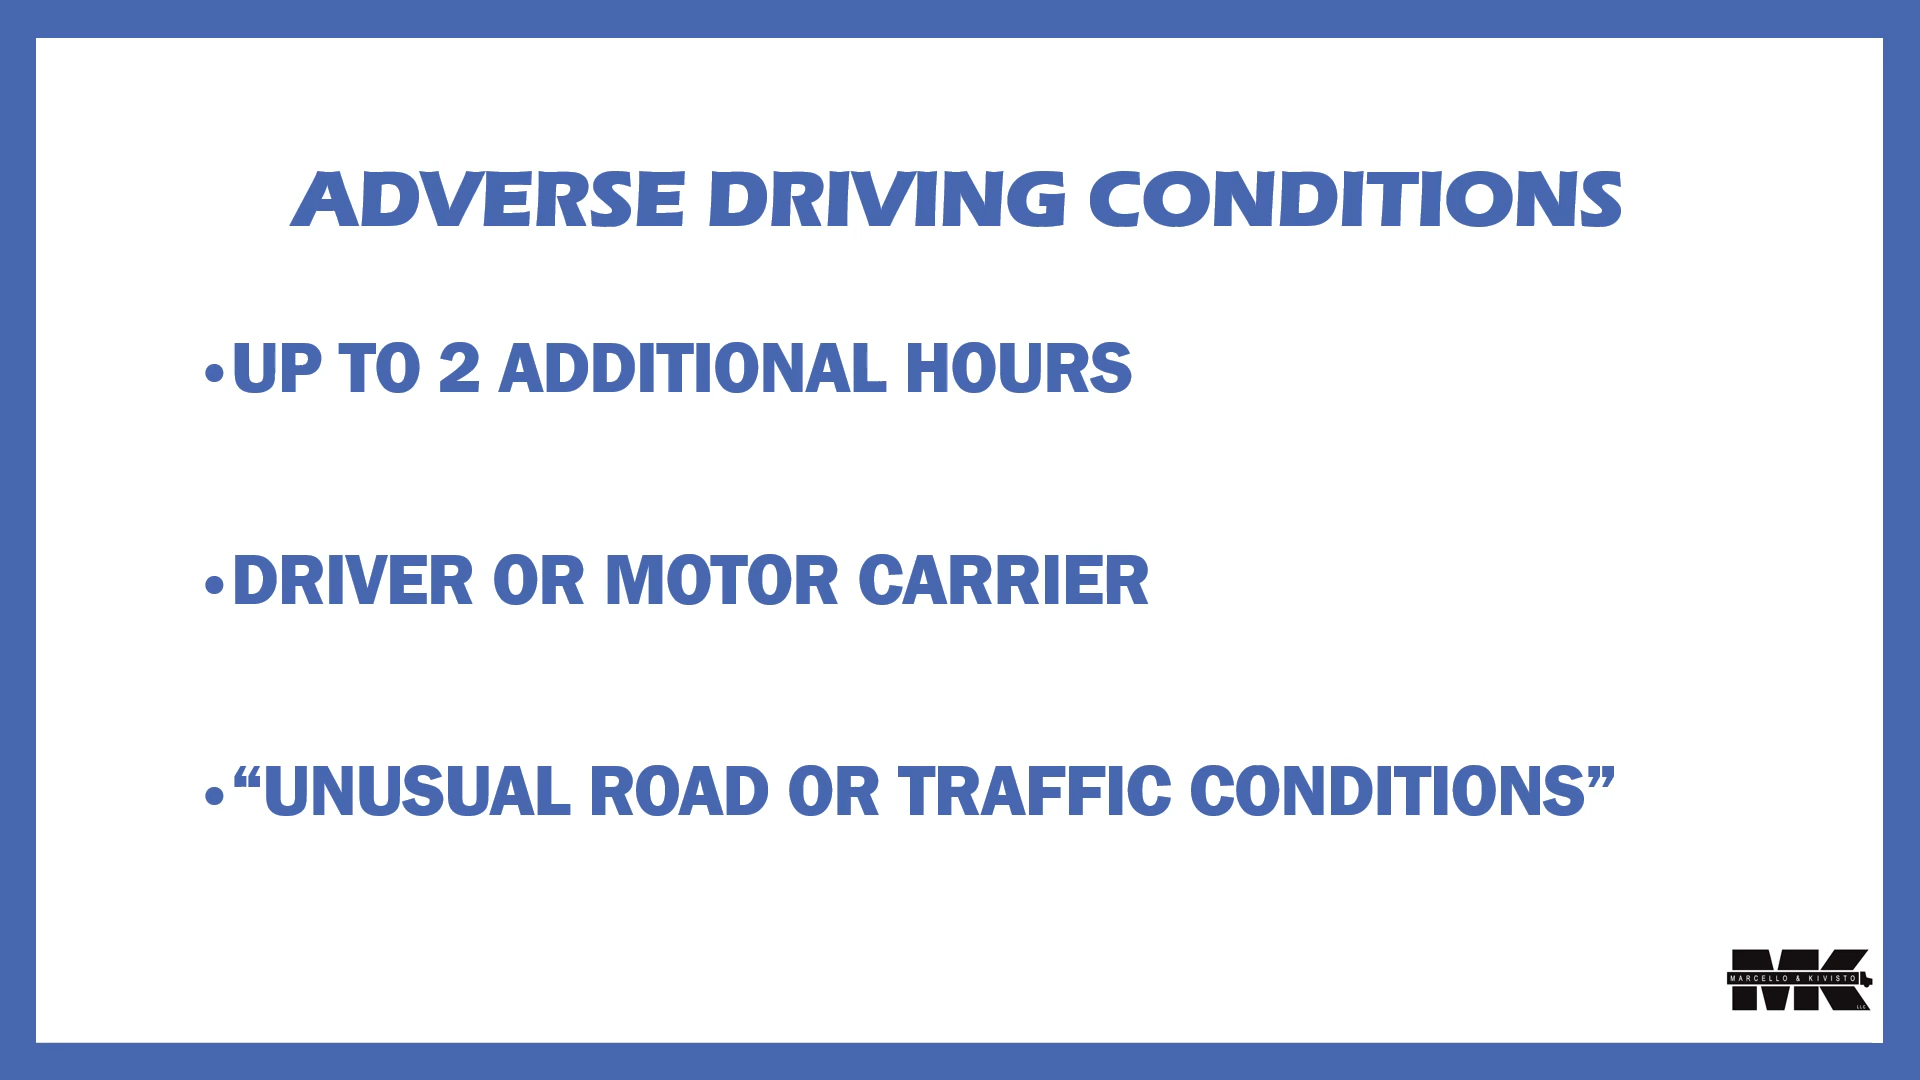 ADVERSE DRIVING CONDITIONS
•UP TO 2 ADDITIONAL HOURS
•DRIVER OR MOTOR CARRIER
•“UNUSUAL ROAD OR TRAFFIC CONDITIONS”
MK
MARCELLO & KIVISTO
LLC